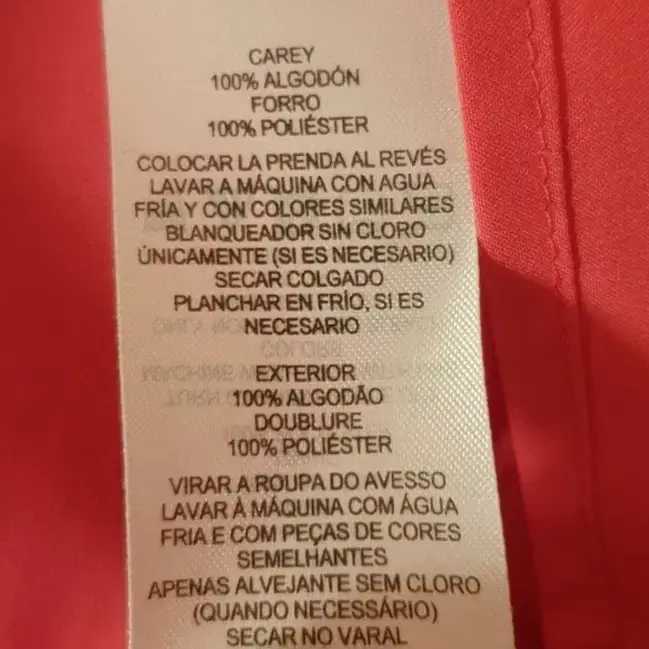 CAREY
100% ALGODÓN
FORRO
100% POLIÉSTER
COLOCAR LA PRENDA AL REVÉS
LAVAR A MÁQUINA CON AGUA
FRÍA Y CON COLORES SIMILARES
BLANQUEADOR SIN CLORO
ÚNICAMENTE (SI ES NECESARIO)
SECAR COLGADO
PLANCHAR EN FRÍO, SI ES
NECESARIO
EXTERIOR
100% ALGODÃO
DOUBLURE
100% POLIÉSTER
VIRAR A ROUPA DO AVESSO
LAVAR À MÁQUINA COM ÁGUA
FRIA E COM PEÇAS DE CORES
SEMELHANTES
APENAS ALVEJANTE SEM CLORO
(QUANDO NECESSÁRIO)
SECAR NO VARAL